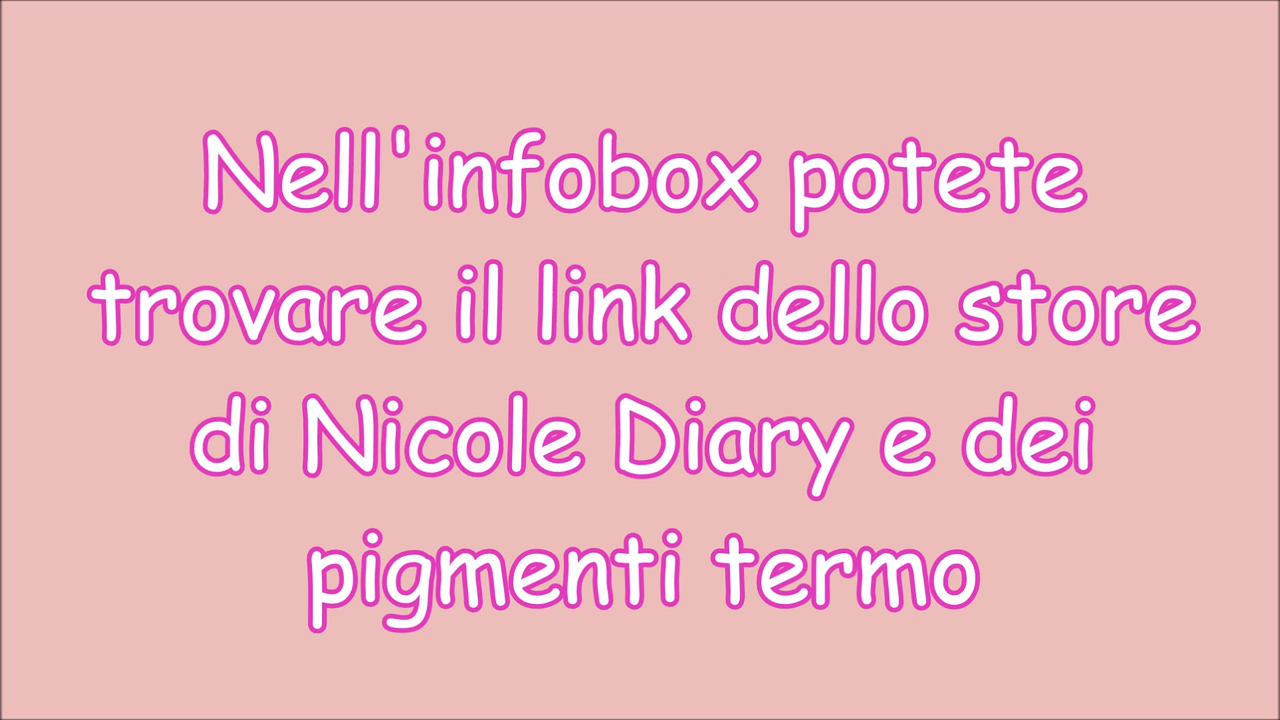 Nell'infobox potete
trovare il link dello store
di Nicole Diary e dei
pigmenti termo